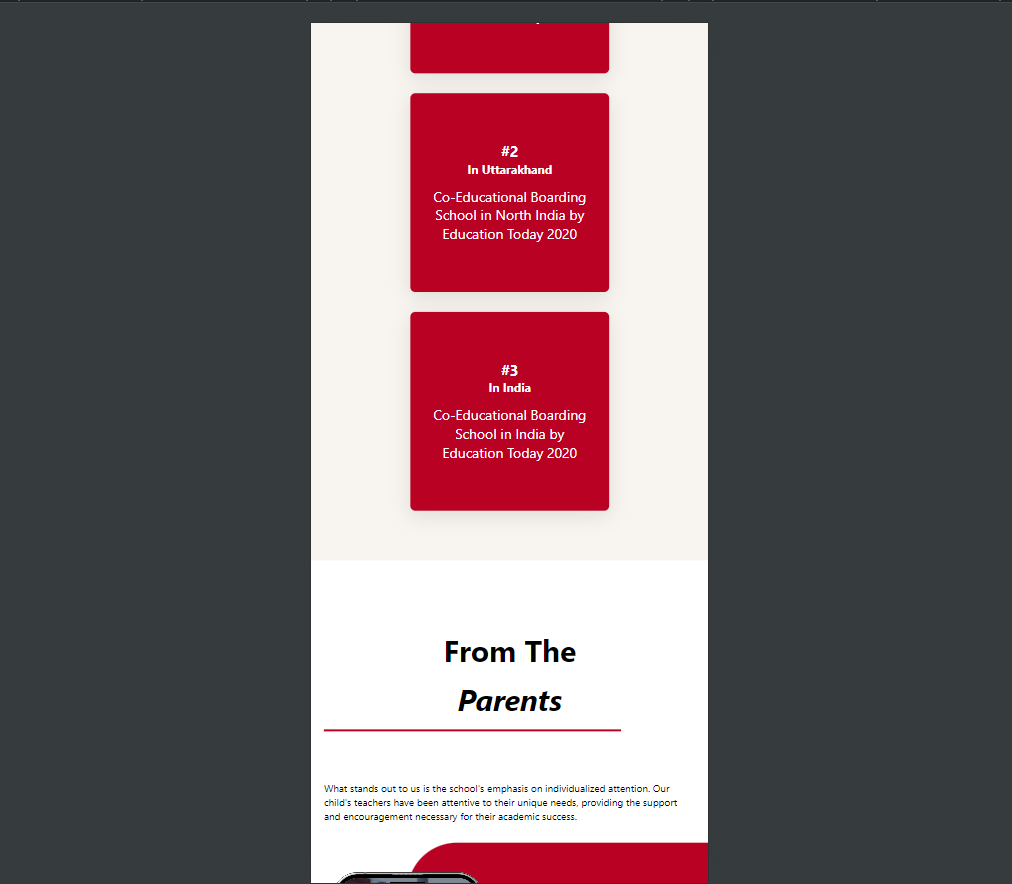 #2
In Uttarakhand
Co-Educational Boarding
School in North India by
Education Today 2020
#3
In India
Co-Educational Boarding
School in India by
Education Today 2020
From The
Parents
What stands out to us is the school's emphasis on individualized attention. Our
child's teachers have been attentive to their unique needs, providing the support
and encouragement necessary for their academic success.